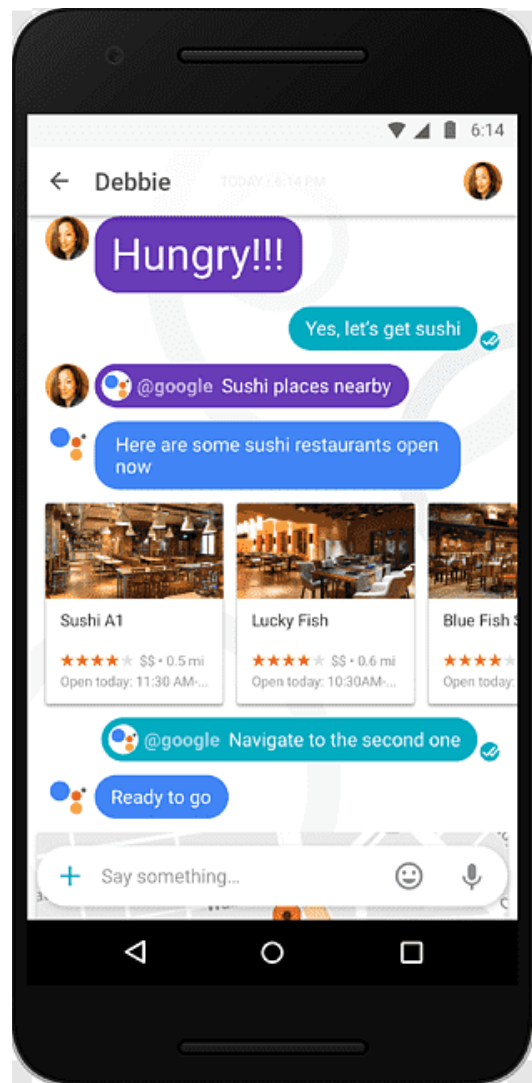 6:14
Debbie
TODAY • 6:14 PM
Hungry!!!
Yes, let's get sushi
@google Sushi places nearby
Here are some sushi restaurants open
now
Sushi A1
★★★★★ $$ • 0.5 mi
Open today: 11:30 AM-...
Lucky Fish
★★★★★ $$ • 0.6 mi
Open today: 10:30AM-...
Blue Fish S
★★★★
Open today:
@google Navigate to the second one
Ready to go
Say something...